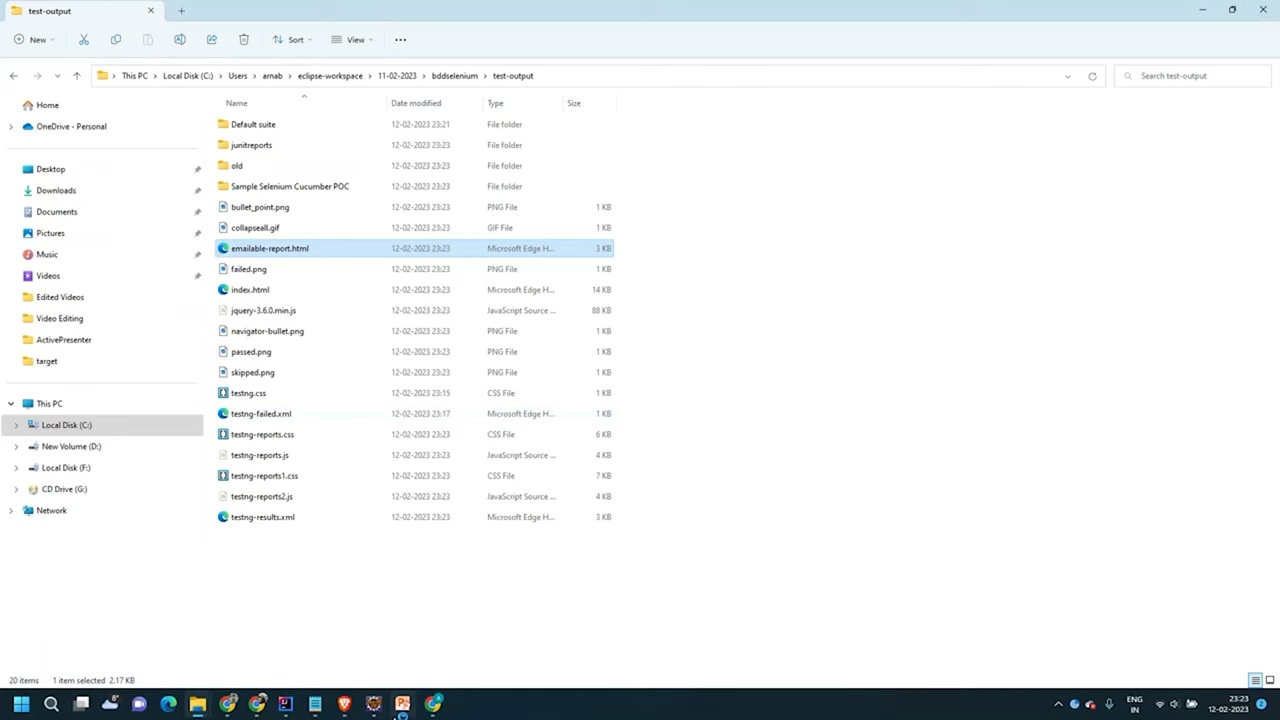 test-output
New
Sort
View
This PC > Local Disk (C:) > Users > arnab > eclipse-workspace > 11-02-2023 > bddselenium > test-output
Search test-output
Home
OneDrive - Personal
Desktop
Downloads
Documents
Pictures
Music
Videos
Edited Videos
Video Editing
ActivePresenter
target
This PC
Local Disk (C:)
New Volume (D:)
Local Disk (F:)
CD Drive (G:)
Network
Name Date modified Type Size
Default suite 12-02-2023 23:21 File folder
junitreports 12-02-2023 23:23 File folder
old 12-02-2023 23:23 File folder
Sample Selenium Cucumber POC 12-02-2023 23:23 File folder
bullet_point.png 12-02-2023 23:23 PNG File 1 KB
collapseall.gif 12-02-2023 23:23 GIF File 1 KB
emailable-report.html 12-02-2023 23:23 Microsoft Edge H... 3 KB
failed.png 12-02-2023 23:23 PNG File 1 KB
index.html 12-02-2023 23:23 Microsoft Edge H... 14 KB
jquery-3.6.0.min.js 12-02-2023 23:23 JavaScript Source ... 88 KB
navigator-bullet.png 12-02-2023 23:23 PNG File 1 KB
passed.png 12-02-2023 23:23 PNG File 1 KB
skipped.png 12-02-2023 23:23 PNG File 1 KB
testng.css 12-02-2023 23:15 CSS File 1 KB
testng-failed.xml 12-02-2023 23:17 Microsoft Edge H... 1 KB
testng-reports.css 12-02-2023 23:23 CSS File 6 KB
testng-reports.js 12-02-2023 23:23 JavaScript Source ... 4 KB
testng-reports1.css 12-02-2023 23:23 CSS File 7 KB
testng-reports2.js 12-02-2023 23:23 JavaScript Source ... 4 KB
testng-results.xml 12-02-2023 23:23 Microsoft Edge H... 3 KB
20 items 1 item selected 2.17 KB
8°
ENG
IN
23:23
12-02-2023
2